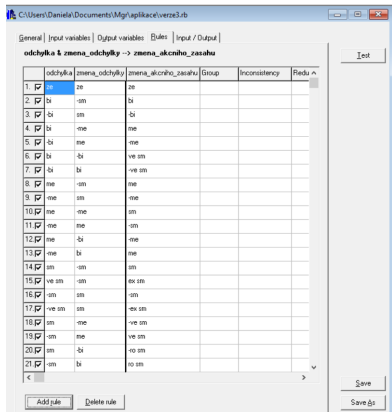 C:\Users\Daniela\Documents\Mgr\aplikace\verze3.rb
General Input variables Output variables Rules Input / Output
odchylka & zmena_odchylky --> zmena_akcniho_zasahu
Test
odchylka zmena_odchylky zmena_akcniho_zasahu Group Inconsistency Redu
1. ze ze ze
2. bi -sm bi
3. -bi sm -bi
4. bi -me me
5. -bi me -me
6. bi -bi ve sm
7. -bi bi -ve sm
8. me -sm me
9. -me sm -me
10. me -me sm
11. -me me -sm
12. me -bi me
13. -me bi me
14. sm -sm sm
15. ve sm -sm ex sm
16. -sm sm -sm
17. -ve sm sm -ex sm
18. sm -me -ve sm
19. -sm me ve sm
20. sm -bi -ro sm
21. -sm bi ro sm
Save
Add rule Delete rule Save As